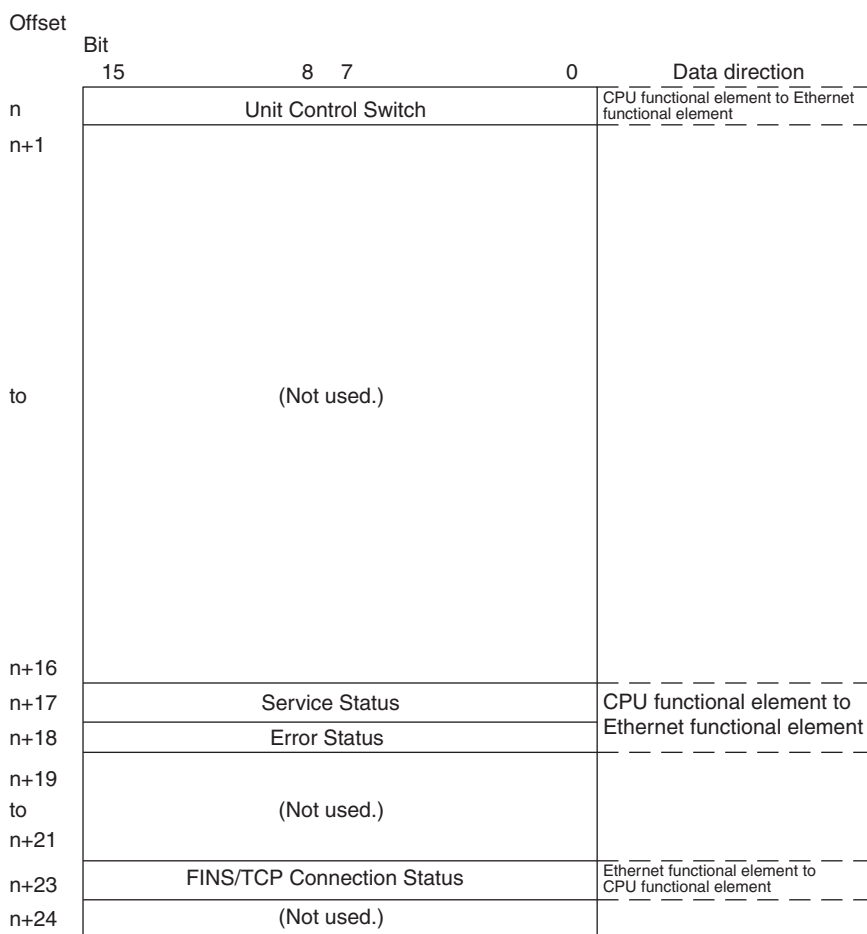 Offset
Bit
15 8 7 0 Data direction
n Unit Control Switch CPU functional element to Ethernet
functional element
n+1
to (Not used.)
n+16
n+17 Service Status CPU functional element to
n+18 Error Status Ethernet functional element
n+19
to (Not used.)
n+21
n+23 FINS/TCP Connection Status Ethernet functional element to
CPU functional element
n+24 (Not used.)